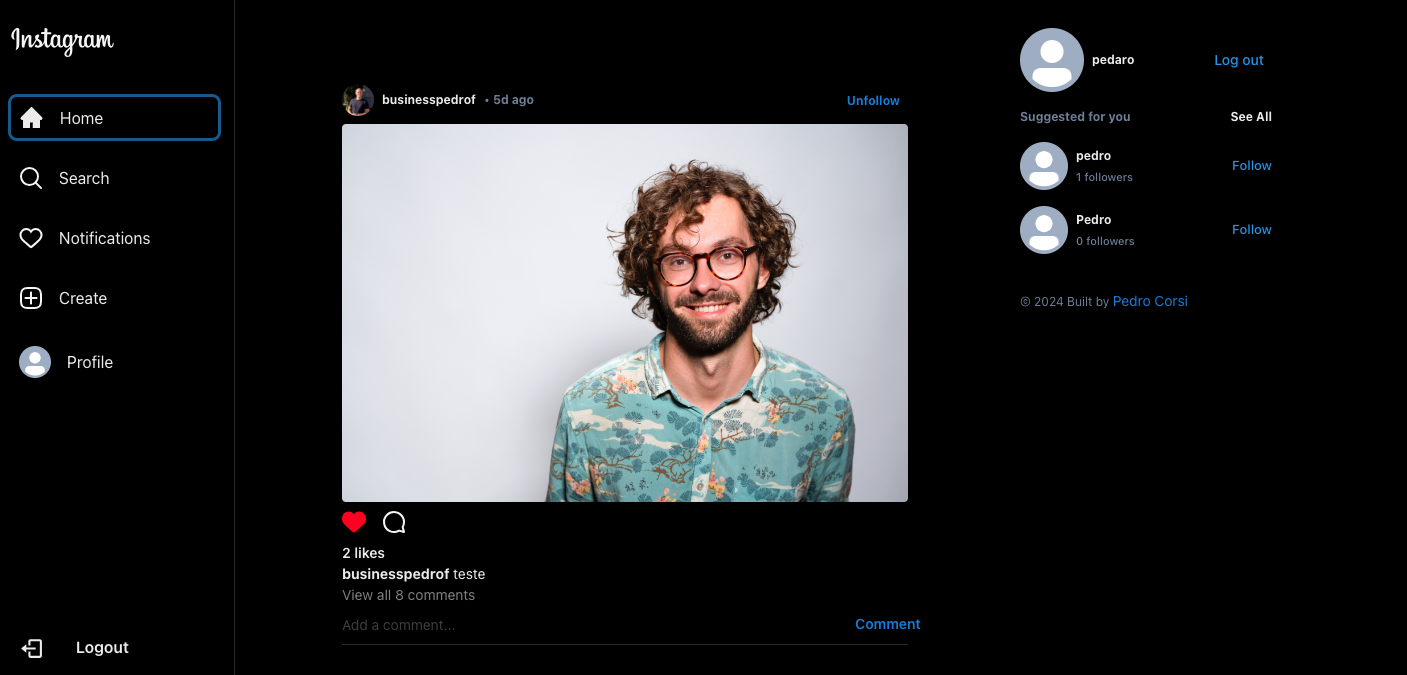 Instagram
Home
Search
Notifications
Create
Profile
Logout
businesspedrof • 5d ago
Unfollow
2 likes
businesspedrof teste
View all 8 comments
Add a comment...
Comment
pedaro
Log out
Suggested for you
See All
pedro
1 followers
Follow
Pedro
0 followers
Follow
© 2024 Built by Pedro Corsi